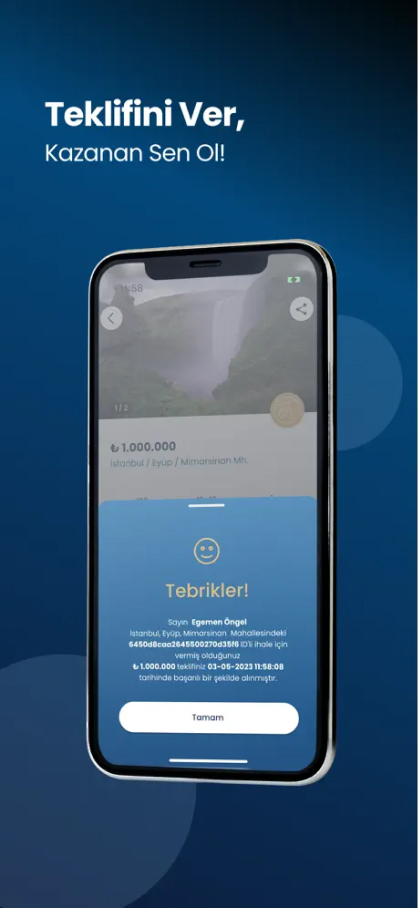 Teklifini Ver,
Kazanan Sen Ol!
11:58
1/2
₺ 1.000.000
İstanbul / Eyüp / Mimarsinan Mh.
Tebrikler!
Sayın Egemen Öngel
İstanbul, Eyüp, Mimarsinan Mahallesindeki
6450d8caa2645500270d35f6 ID'li ihale için
vermiş olduğunuz
₺ 1.000.000 teklifiniz 03-05-2023 11:58:08
tarihinde başarılı bir şekilde alınmıştır.
Tamam